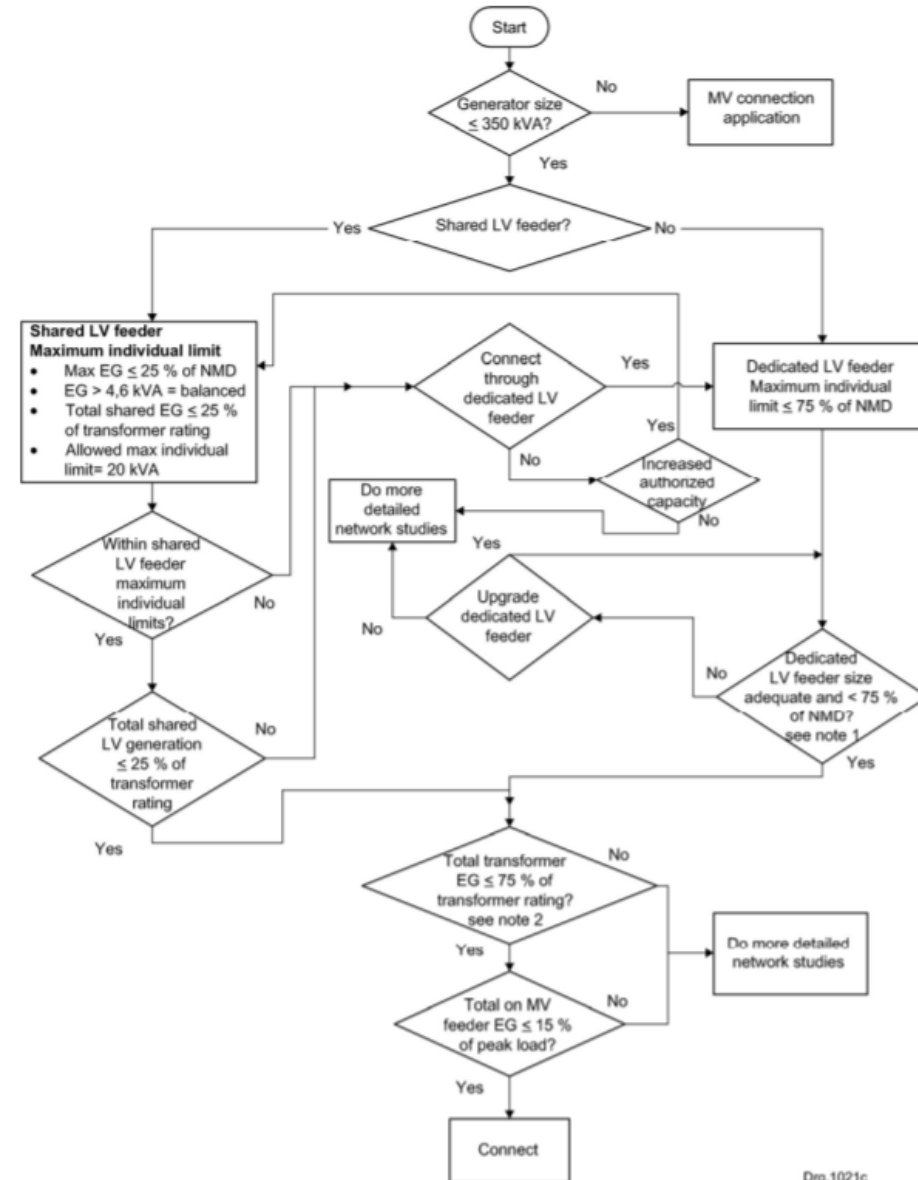 Start
Generator size
≤ 350 kVA?
No
MV connection
application
Yes
Shared LV feeder?
Yes
No
Shared LV feeder
Maximum individual limit
• Max EG ≤ 25 % of NMD
• EG > 4,6 kVA = balanced
• Total shared EG ≤ 25 %
of transformer rating
• Allowed max individual
limit= 20 kVA
Connect
through
dedicated LV
feeder
Yes
No
Dedicated LV feeder
Maximum individual
limit ≤ 75 % of NMD
Yes
Increased
authorized
capacity
No
Do more
detailed
network studies
Within shared
LV feeder
maximum
individual
limits?
No
Yes
Yes
Upgrade
dedicated LV
feeder
No
Dedicated
LV feeder size
adequate and < 75 %
of NMD?
see note 1
No
Yes
Total shared
LV generation
≤ 25 % of
transformer
rating
No
Yes
Total transformer
EG ≤ 75 % of
transformer rating?
see note 2
No
Yes
Do more detailed
network studies
Total on MV
feeder EG ≤ 15 %
of peak load?
No
Yes
Connect
Drg.1021c